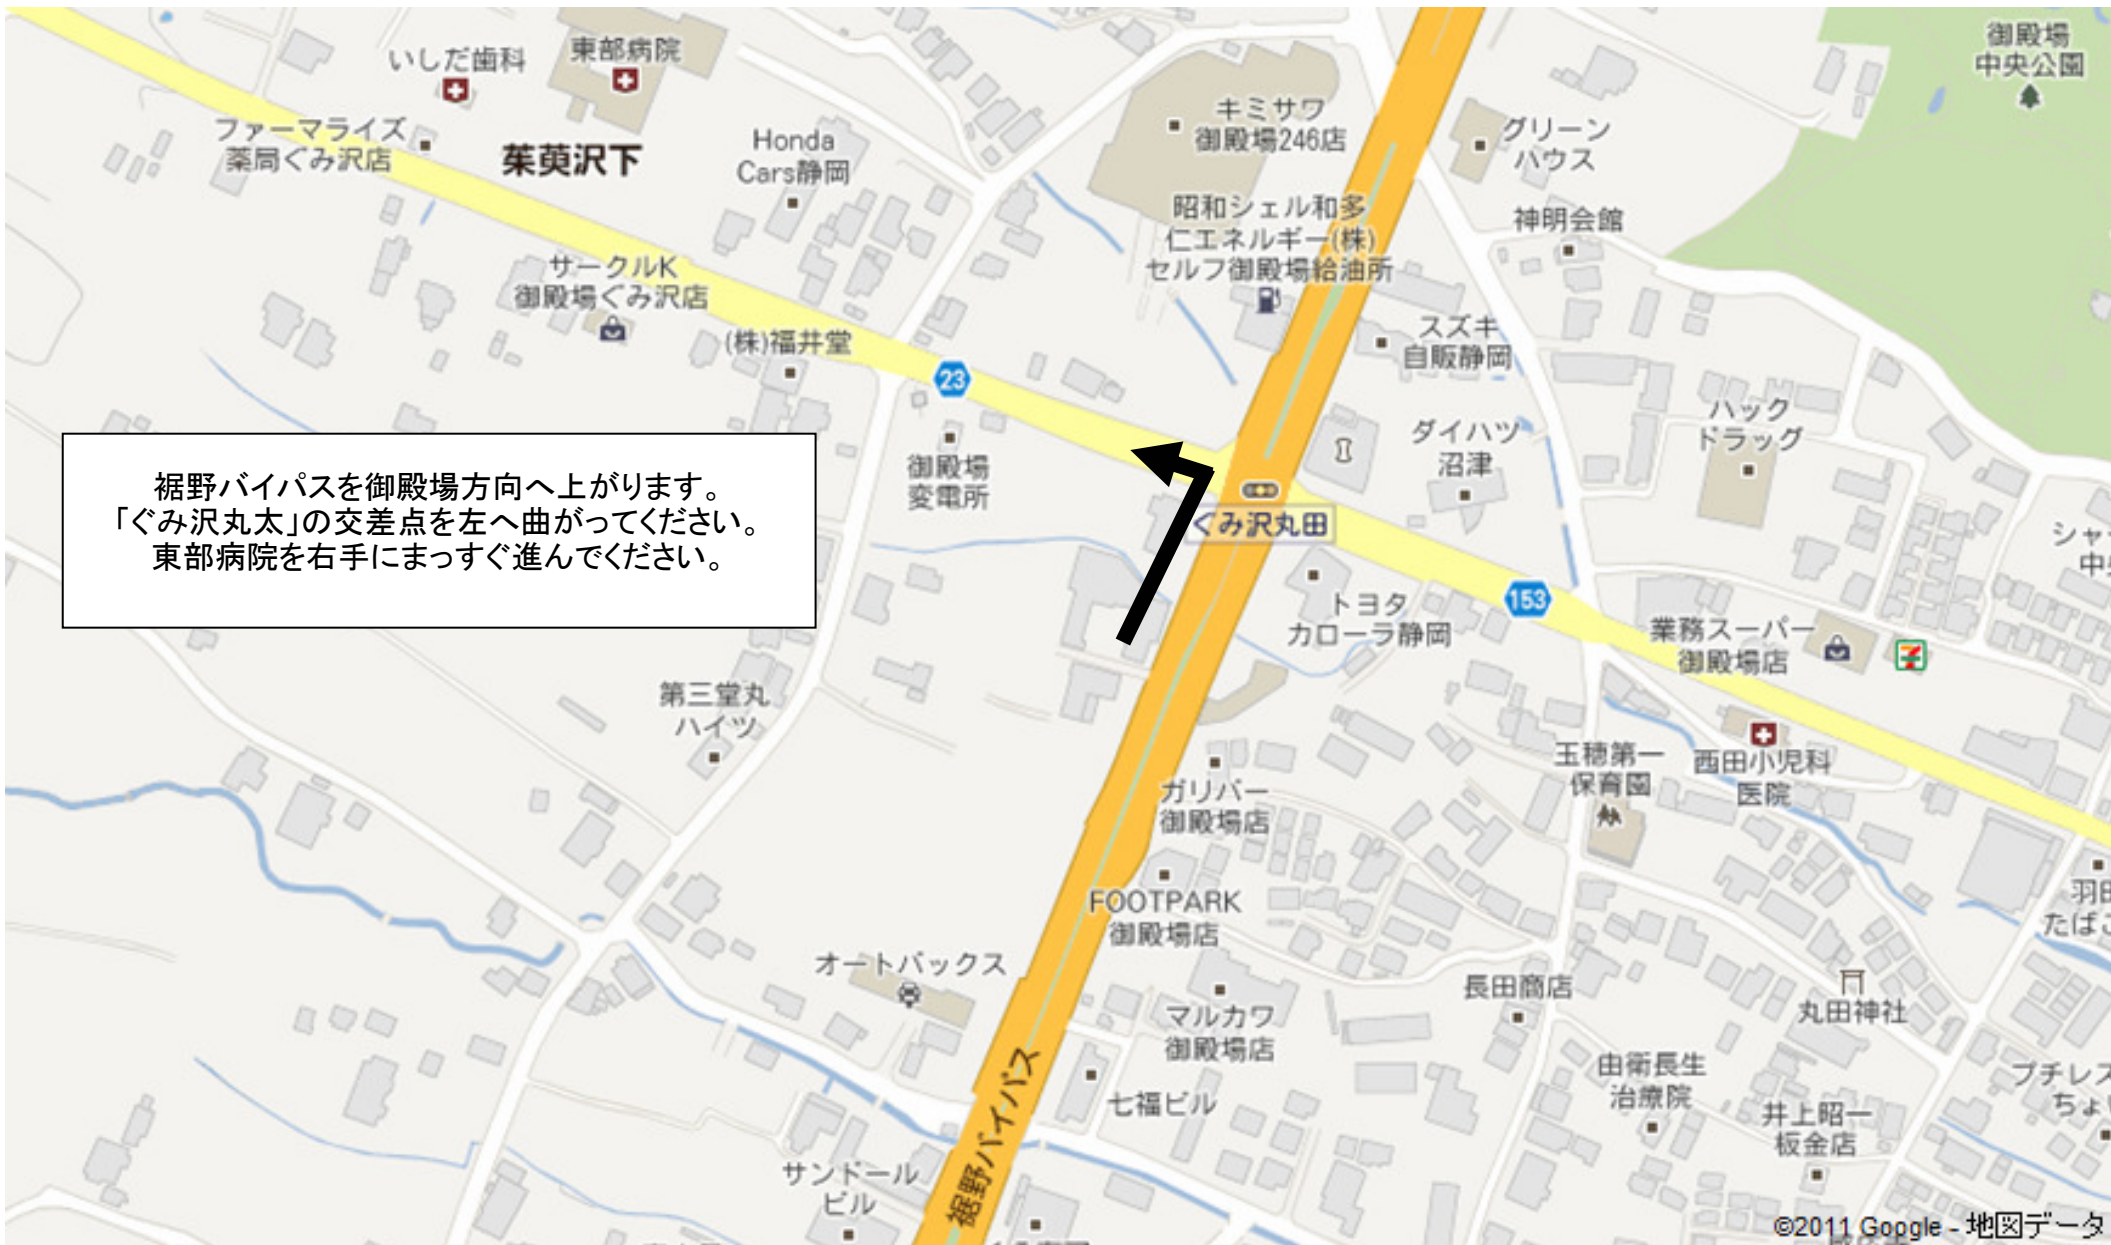 いしだ歯科
東部病院
御殿場
中央公園
ファーマライズ
薬局ぐみ沢店
茱萸沢下
Honda
Cars静岡
キミサワ
御殿場246店
グリーン
ハウス
昭和シェル和多
仁エネルギー(株)
セルフ御殿場給油所
神明会館
サークルK
御殿場ぐみ沢店
(株)福井堂
23
スズキ
自販静岡
ハック
ドラッグ
ダイハツ
沼津
御殿場
変電所
裾野バイパスを御殿場方向へ上がります。
「ぐみ沢丸太」の交差点を左へ曲がってください。
東部病院を右手にまっすぐ進んでください。
ぐみ沢丸田
トヨタ
カローラ静岡
153
業務スーパー
御殿場店
第三堂丸
ハイツ
玉穂第一
保育園
西田小児科
医院
ガリバー
御殿場店
FOOTPARK
御殿場店
オートバックス
マルカワ
御殿場店
長田商店
丸田神社
七福ビル
由衛長生
治療院
井上昭一
板金店
サンドール
ビル
裾野バイパス
©2011 Google - 地図データ